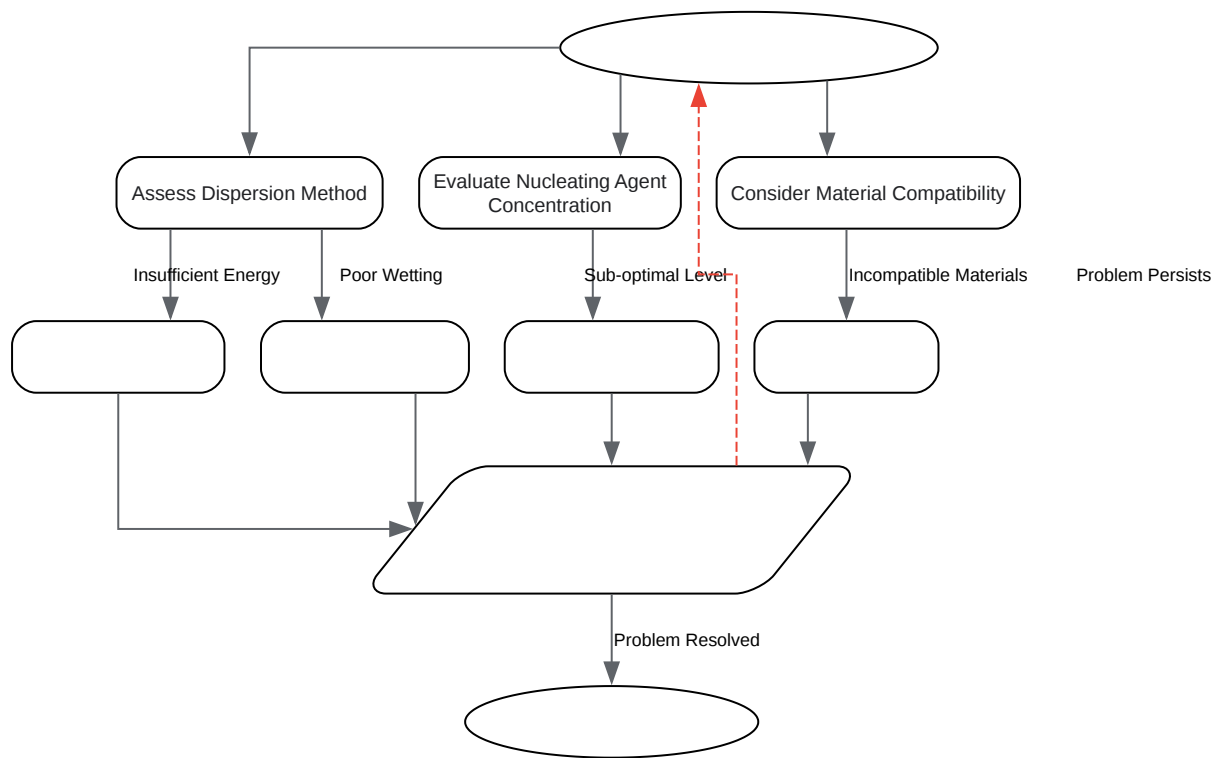 Assess Dispersion Method
Evaluate Nucleating Agent
Concentration
Consider Material Compatibility
Insufficient Energy
Poor Wetting
Sub-optimal Level
Incompatible Materials
Problem Persists
Problem Resolved